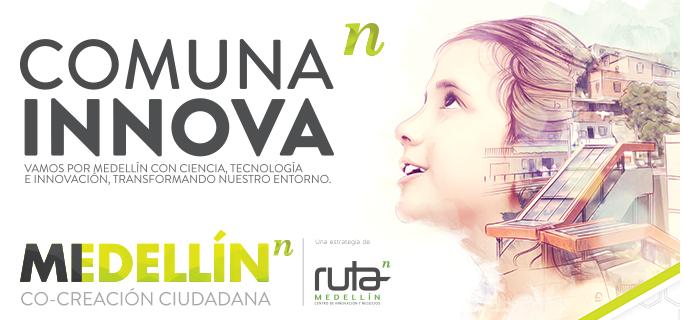 COMUNA n
INNOVA
VAMOS POR MEDELLÍN CON CIENCIA, TECNOLOGÍA
E INNOVACIÓN, TRANSFORMANDO NUESTRO ENTORNO.
MEDELLÍN n
CO-CREACIÓN CIUDADANA
Una estrategia de
ruta n
MEDELLÍN
CENTRO DE INNOVACIÓN Y NEGOCIOS